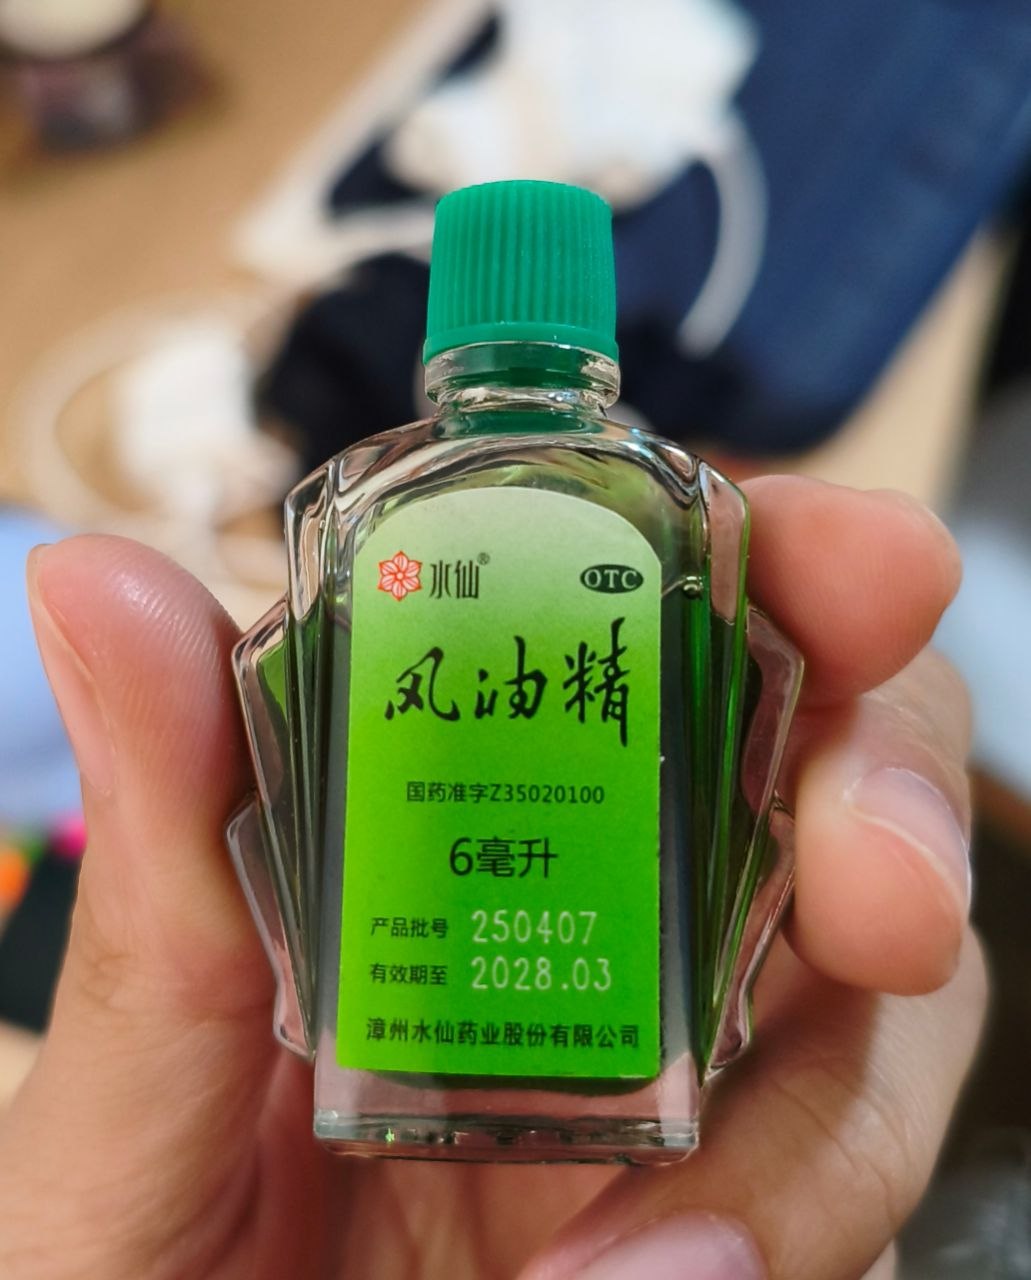 水仙® OTC
风油精
国药准字Z35020100
6毫升
产品批号 250407
有效期至 2028.03
漳州水仙药业股份有限公司